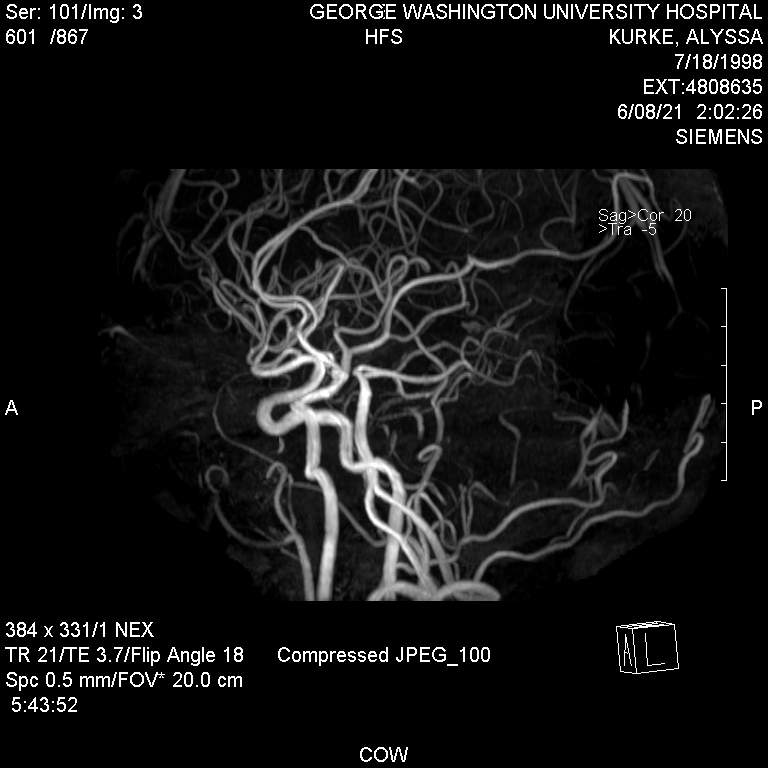 Ser: 101/Img: 3
601 /867
HFS
GEORGE WASHINGTON UNIVERSITY HOSPITAL
KURKE, ALYSSA
7/18/1998
EXT:4808635
6/08/21 2:02:26
SIEMENS
Sag>Cor 20
>Tra -5
A
P
384 x 331/1 NEX
TR 21/TE 3.7/Flip Angle 18
Spc 0.5 mm/FOV* 20.0 cm
5:43:52
Compressed JPEG_100
A L
COW